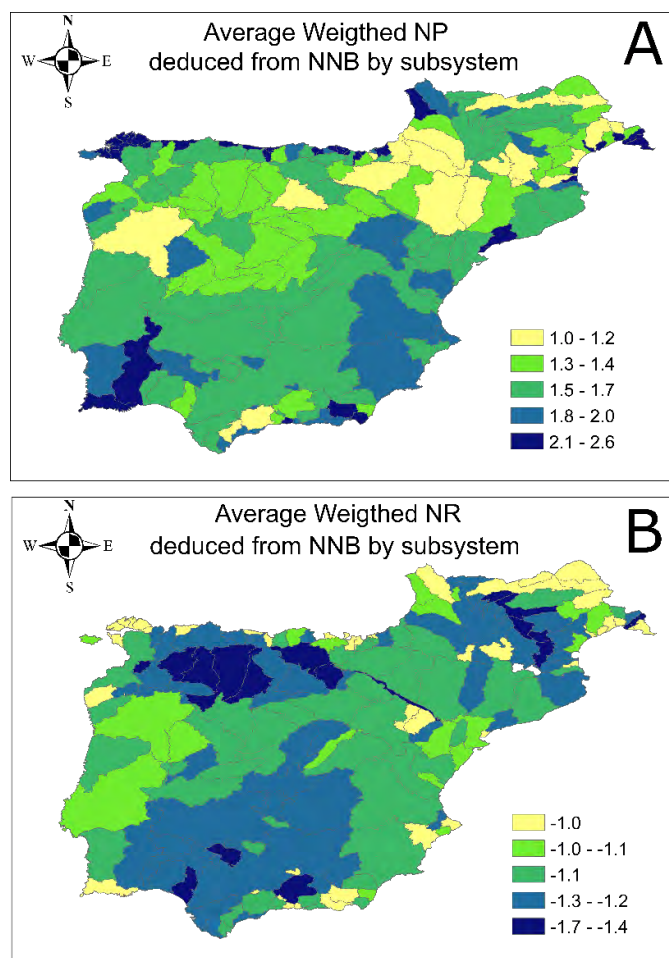 Average Weigthed NP
deduced from NNB by subsystem
A
N
W
E
S
1.0 - 1.2
1.3 - 1.4
1.5 - 1.7
1.8 - 2.0
2.1 - 2.6
Average Weigthed NR
deduced from NNB by subsystem
B
N
W
E
S
-1.0
-1.0 - -1.1
-1.1
-1.3 - -1.2
-1.7 - -1.4